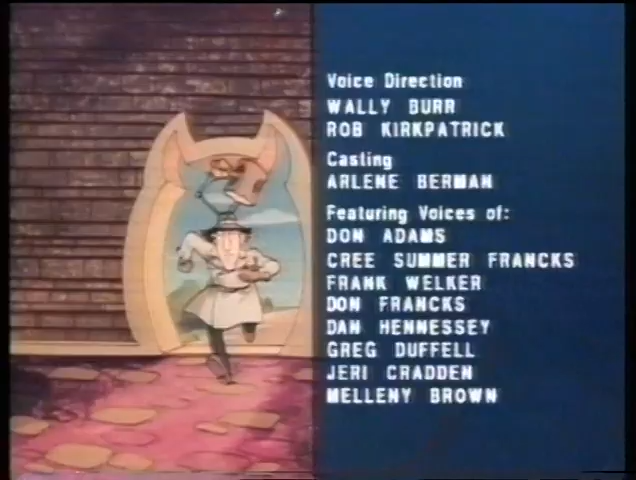 Voice Direction
WALLY BURR
ROB KIRKPATRICK
Casting
ARLENE BERMAN
Featuring Voices of:
DON ADAMS
CREE SUMMER FRANCKS
FRANK WELKER
DON FRANCKS
DAN HENNESSEY
GREG DUFFELL
JERI CRADDEN
MELLENY BROWN